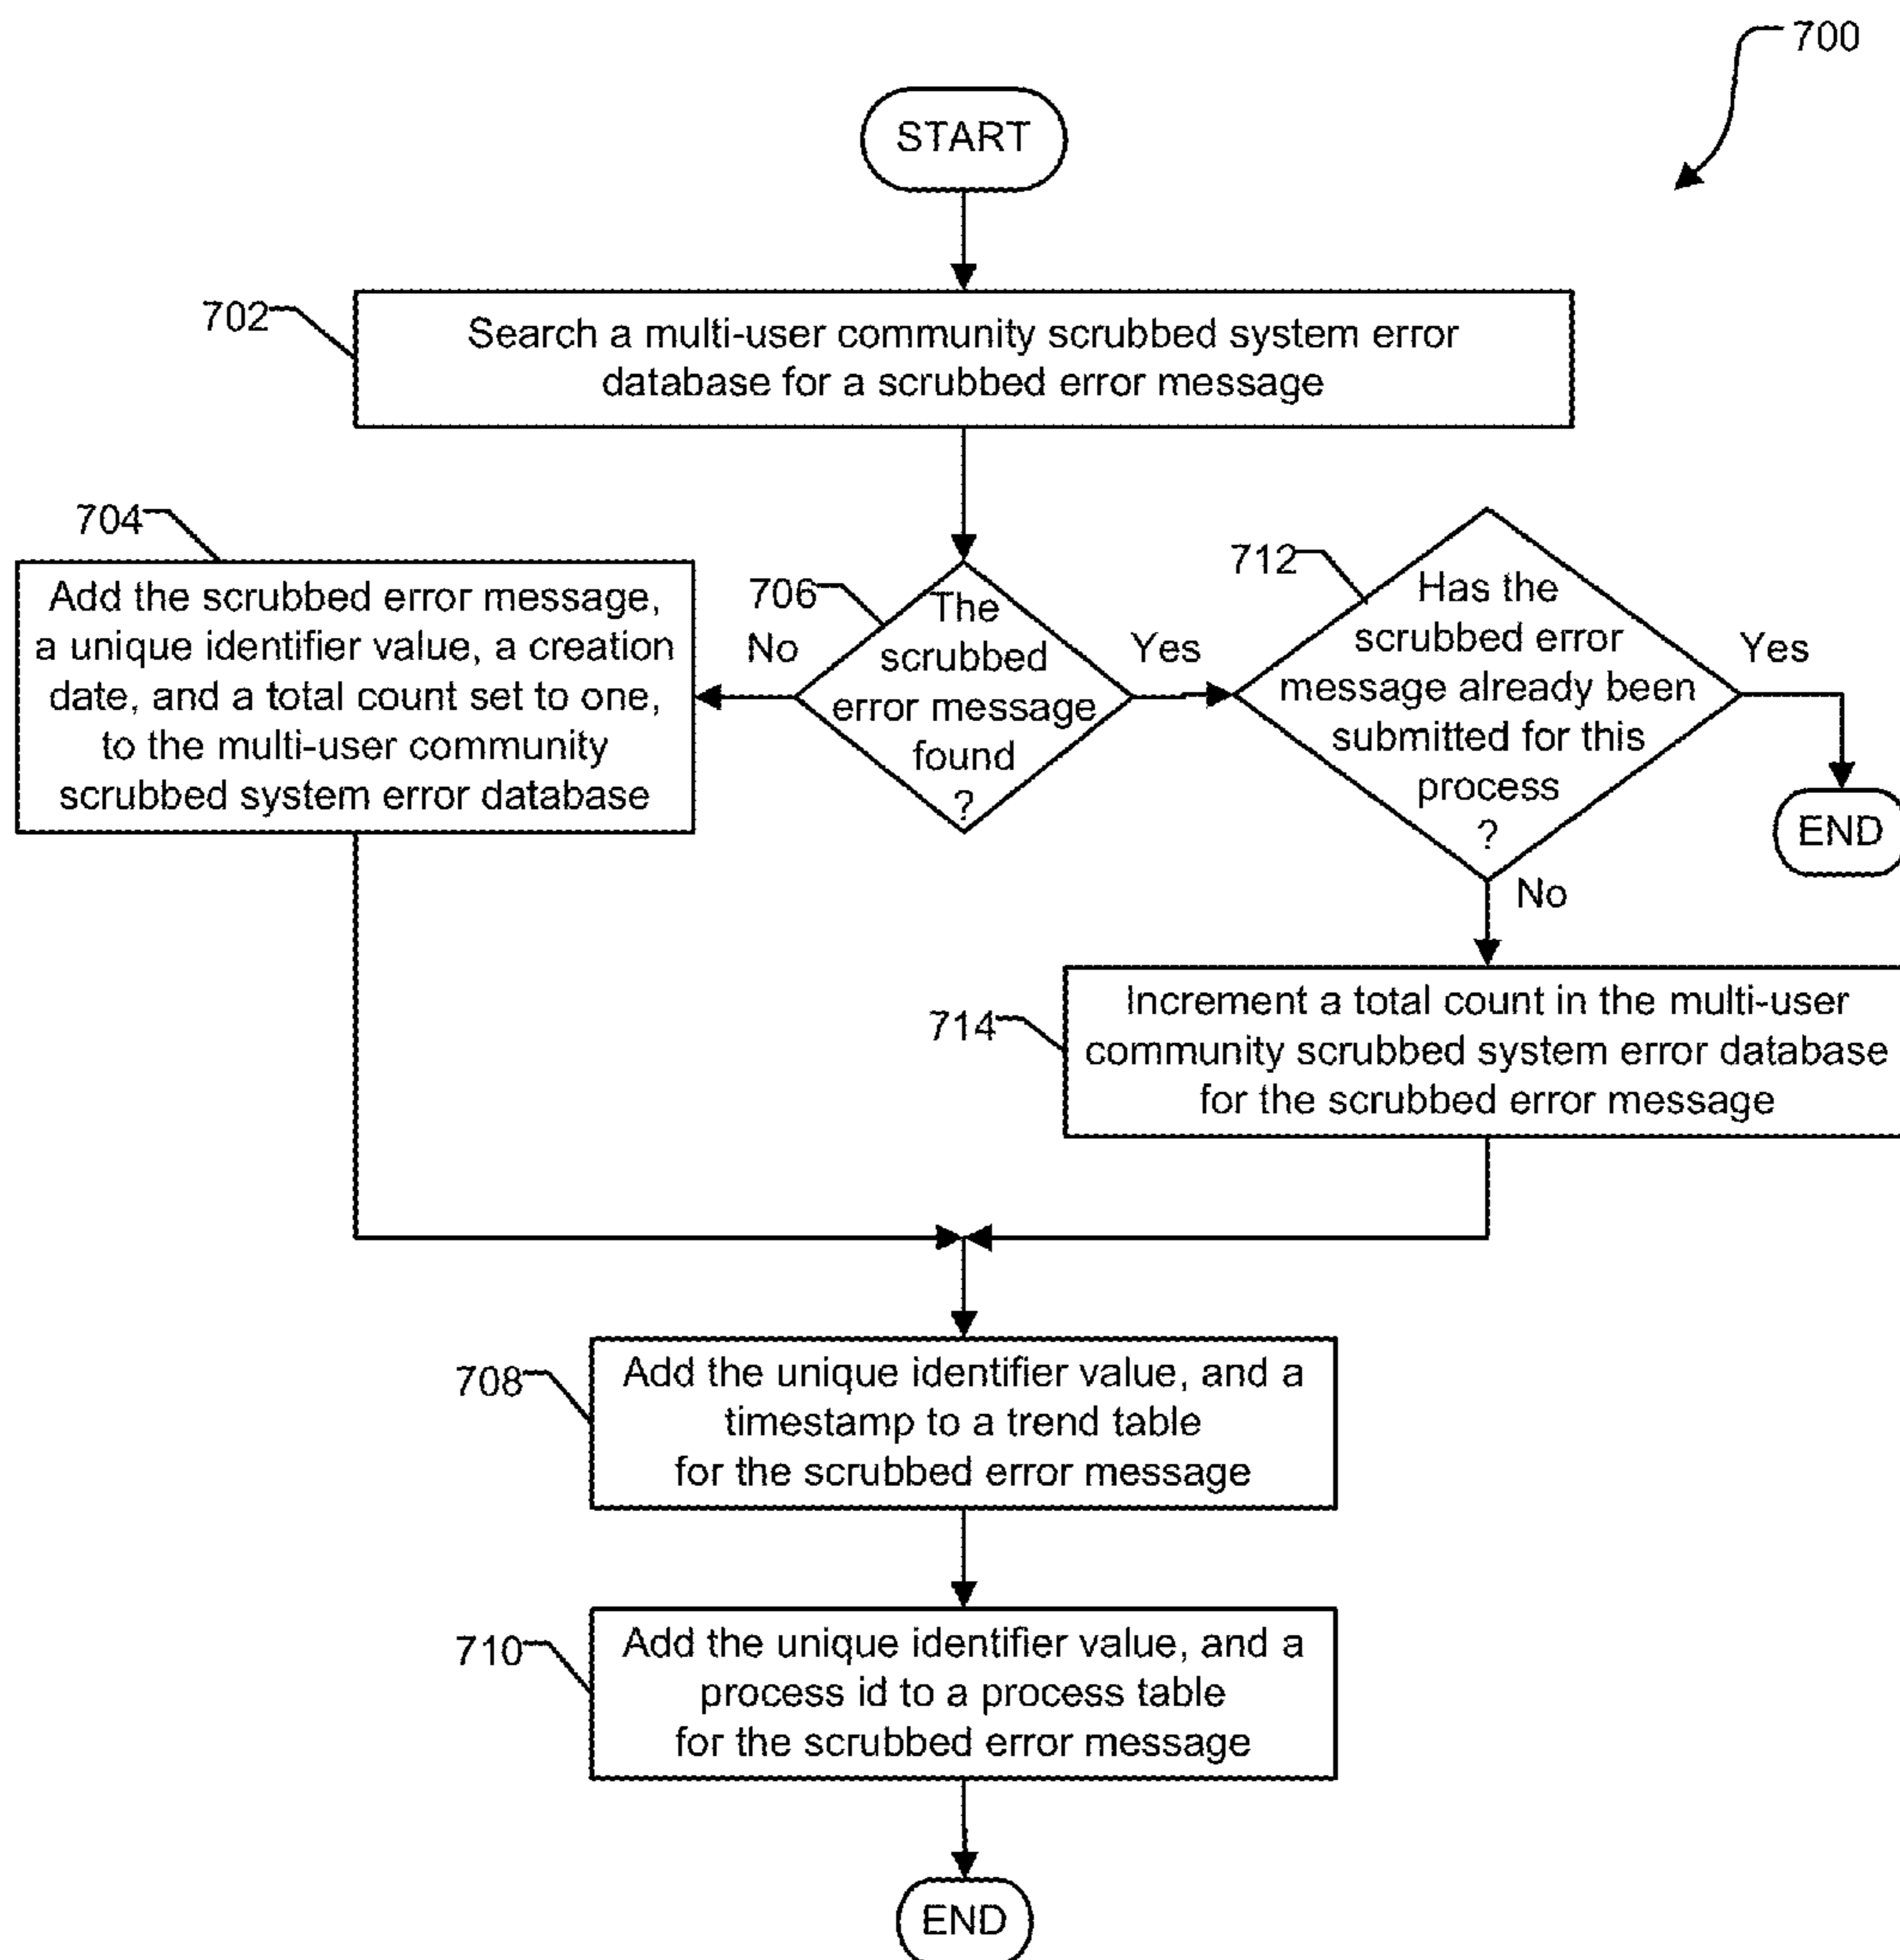 700
START
702
Search a multi-user community scrubbed system error
database for a scrubbed error message
704
Add the scrubbed error message,
a unique identifier value, a creation
date, and a total count set to one,
to the multi-user community
scrubbed system error database
706
No
The
scrubbed
error message
found
?
Yes
712
Has the
scrubbed error
message already been
submitted for this
process
?
Yes
END
No
714
Increment a total count in the multi-user
community scrubbed system error database
for the scrubbed error message
708
Add the unique identifier value, and a
timestamp to a trend table
for the scrubbed error message
710
Add the unique identifier value, and a
process id to a process table
for the scrubbed error message
END